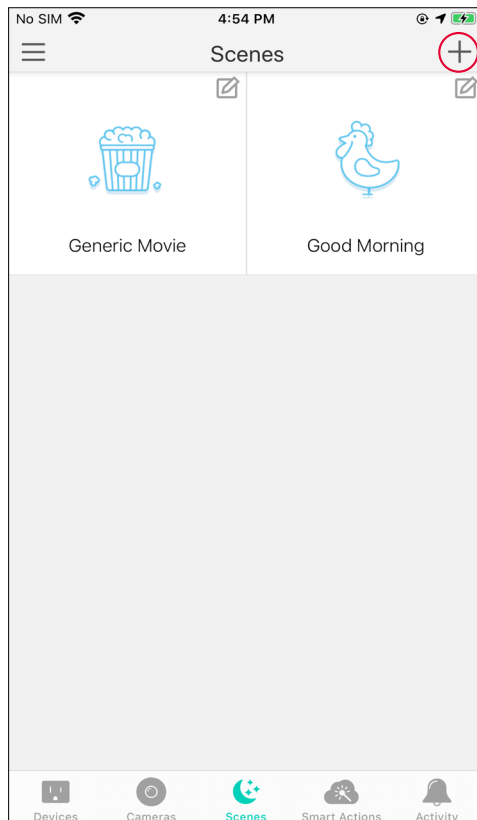 No SIM 4:54 PM
Scenes
Generic Movie Good Morning
Devices Cameras Scenes Smart Actions Activity